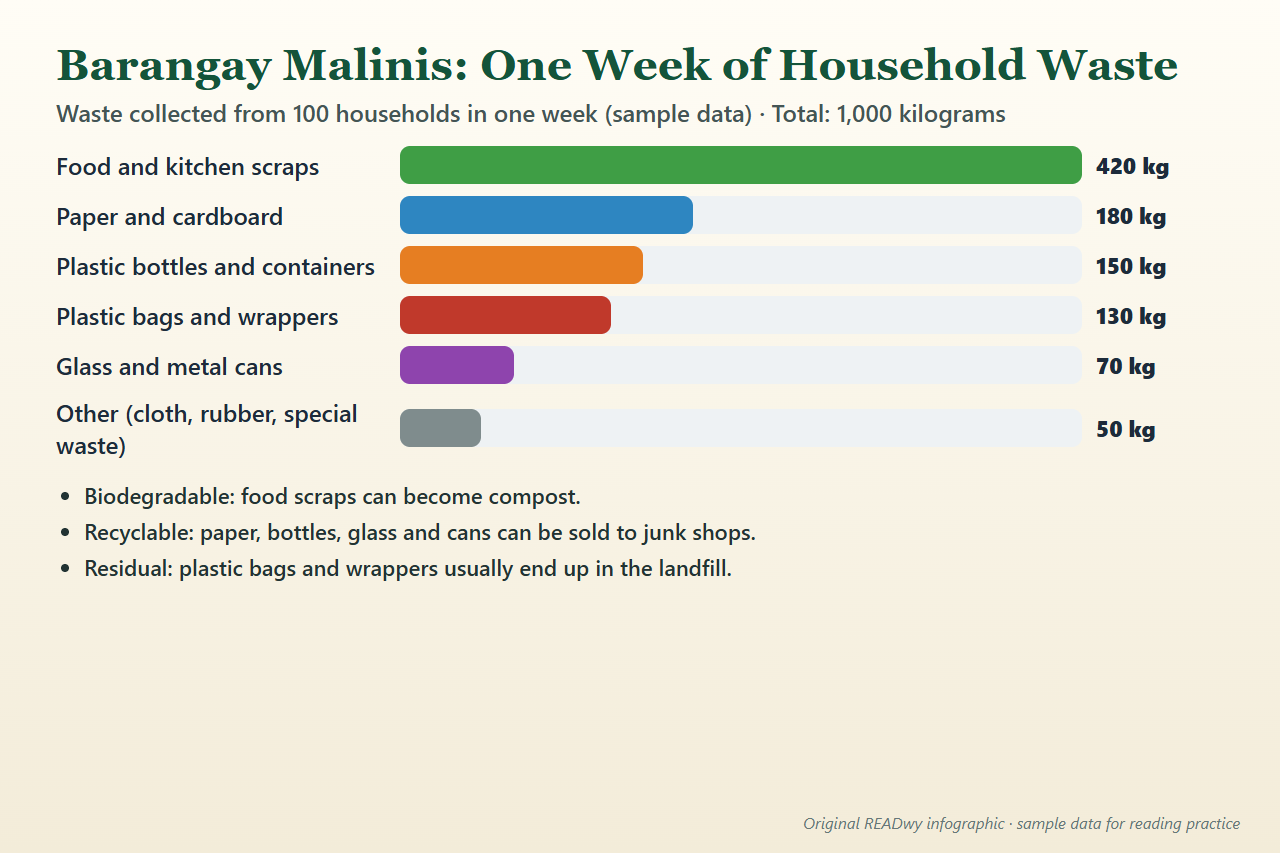 Barangay Malinis: One Week of Household Waste
Waste collected from 100 households in one week (sample data) · Total: 1,000 kilograms
Food and kitchen scraps 420 kg
Paper and cardboard 180 kg
Plastic bottles and containers 150 kg
Plastic bags and wrappers 130 kg
Glass and metal cans 70 kg
Other (cloth, rubber, special
waste) 50 kg
• Biodegradable: food scraps can become compost.
• Recyclable: paper, bottles, glass and cans can be sold to junk shops.
• Residual: plastic bags and wrappers usually end up in the landfill.
Original READwy infographic · sample data for reading practice